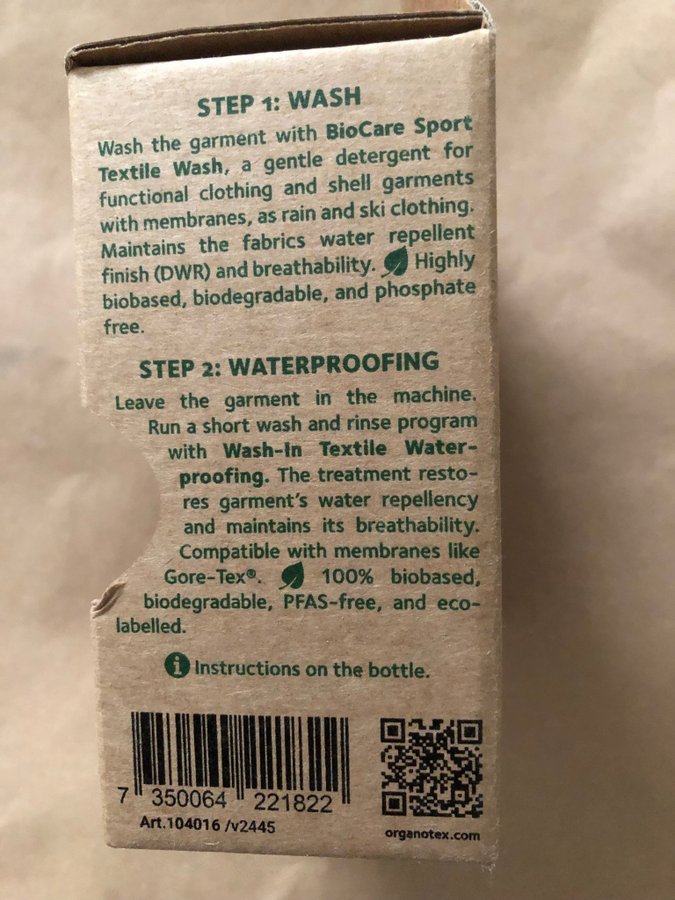 STEP 1: WASH
Wash the garment with BioCare Sport
Textile Wash, a gentle detergent for
functional clothing and shell garments
with membranes, as rain and ski clothing.
Maintains the fabrics water repellent
finish (DWR) and breathability. Highly
biobased, biodegradable, and phosphate
free.
STEP 2: WATERPROOFING
Leave the garment in the machine.
Run a short wash and rinse program
with Wash-In Textile Water-
proofing. The treatment resto-
res garment's water repellency
and maintains its breathability.
Compatible with membranes like
Gore-Tex®. 100% biobased,
biodegradable, PFAS-free, and eco-
labelled.
i Instructions on the bottle.
7 350064 221822
Art.104016 /v2445
organotex.com